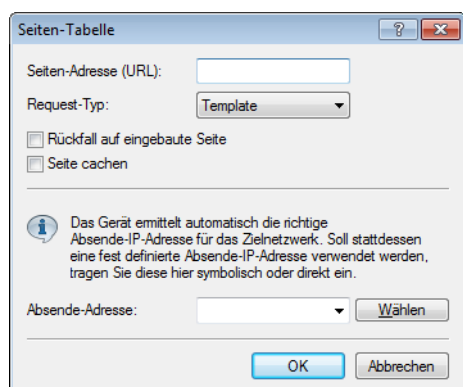 Seiten-Tabelle
Seiten-Adresse (URL):
Request-Typ: Template
Rückfall auf eingebaute Seite
Seite cachen
Das Gerät ermittelt automatisch die richtige
Absende-IP-Adresse für das Zielnetzwerk. Soll stattdessen
eine fest definierte Absende-IP-Adresse verwendet werden,
tragen Sie diese hier symbolisch oder direkt ein.
Absende-Adresse: Wählen
OK Abbrechen